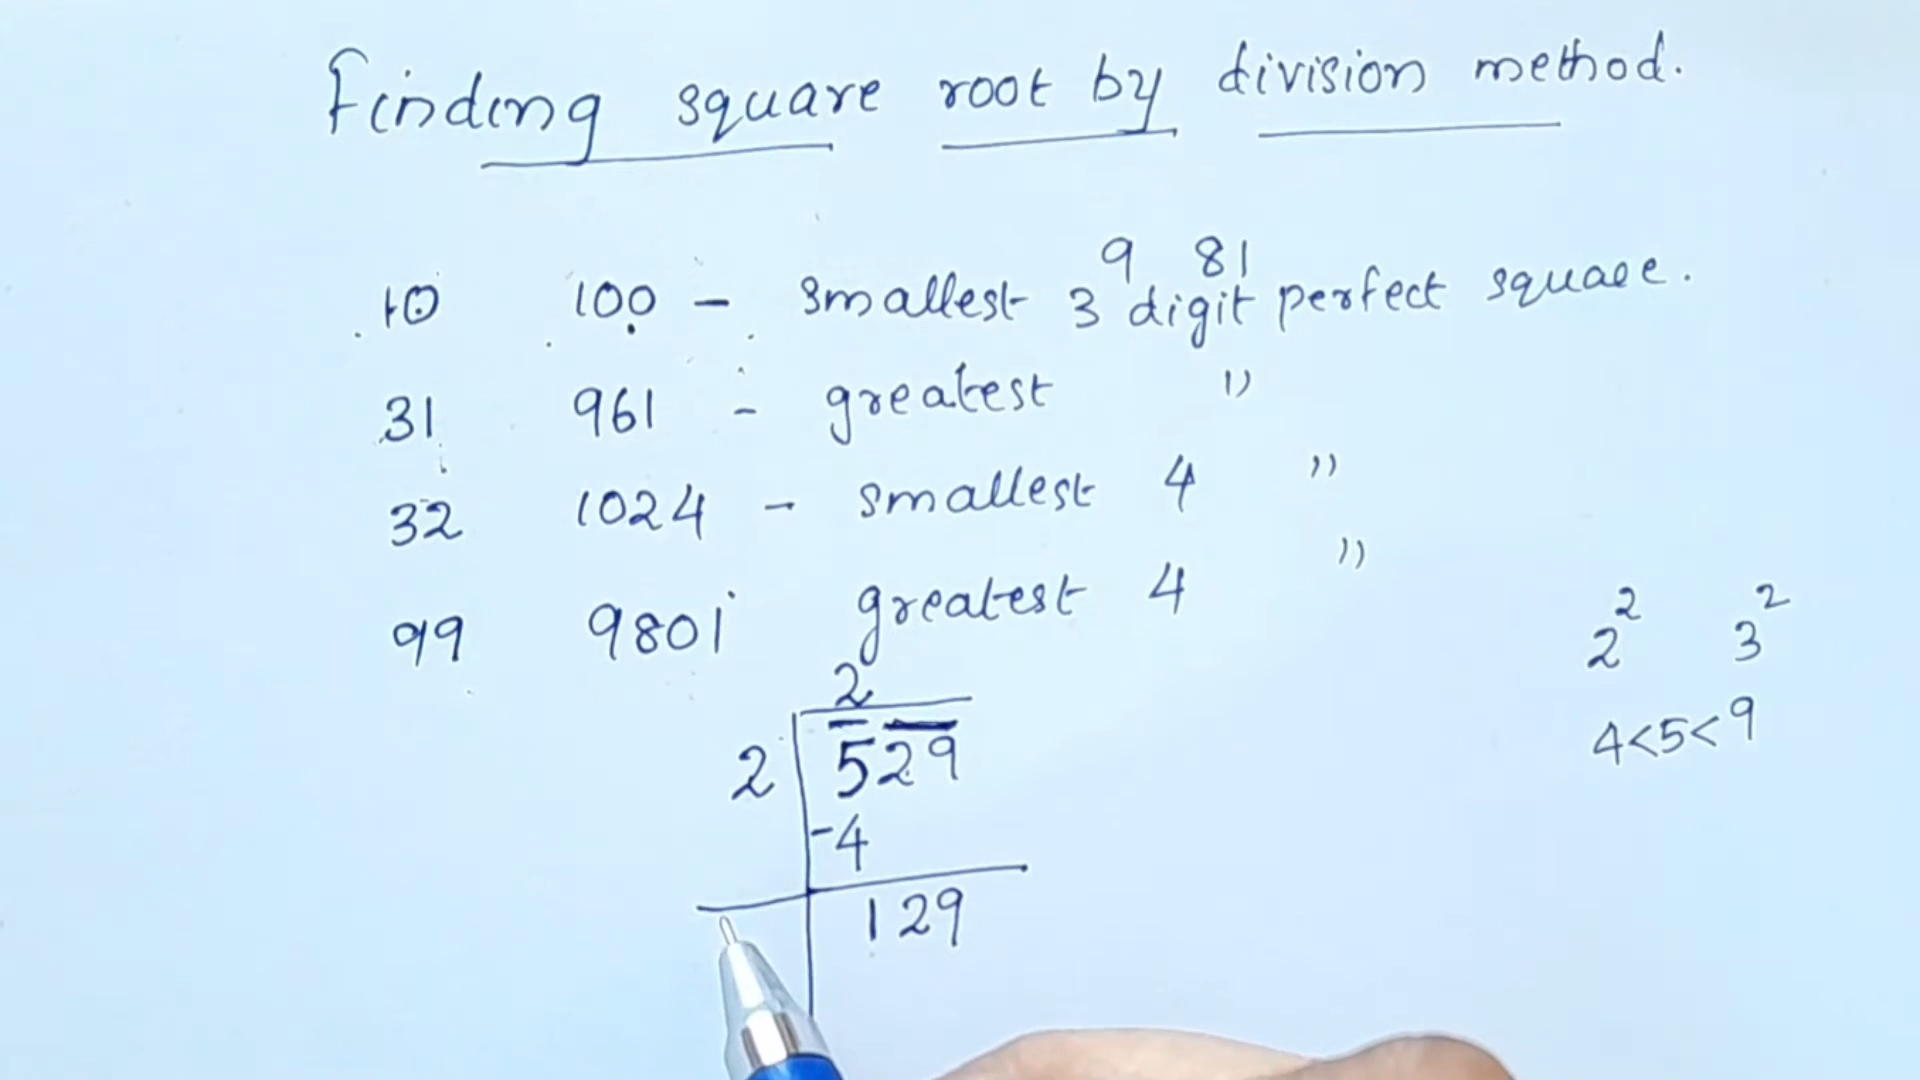 Finding square root by division method.
9 81
10 100 - smallest 3 digit perfect square.
31 961 - greatest "
32 1024 - smallest 4 "
99 9801 greatest 4 "
2² 3²
4<5<9
2
2 529
-4
129